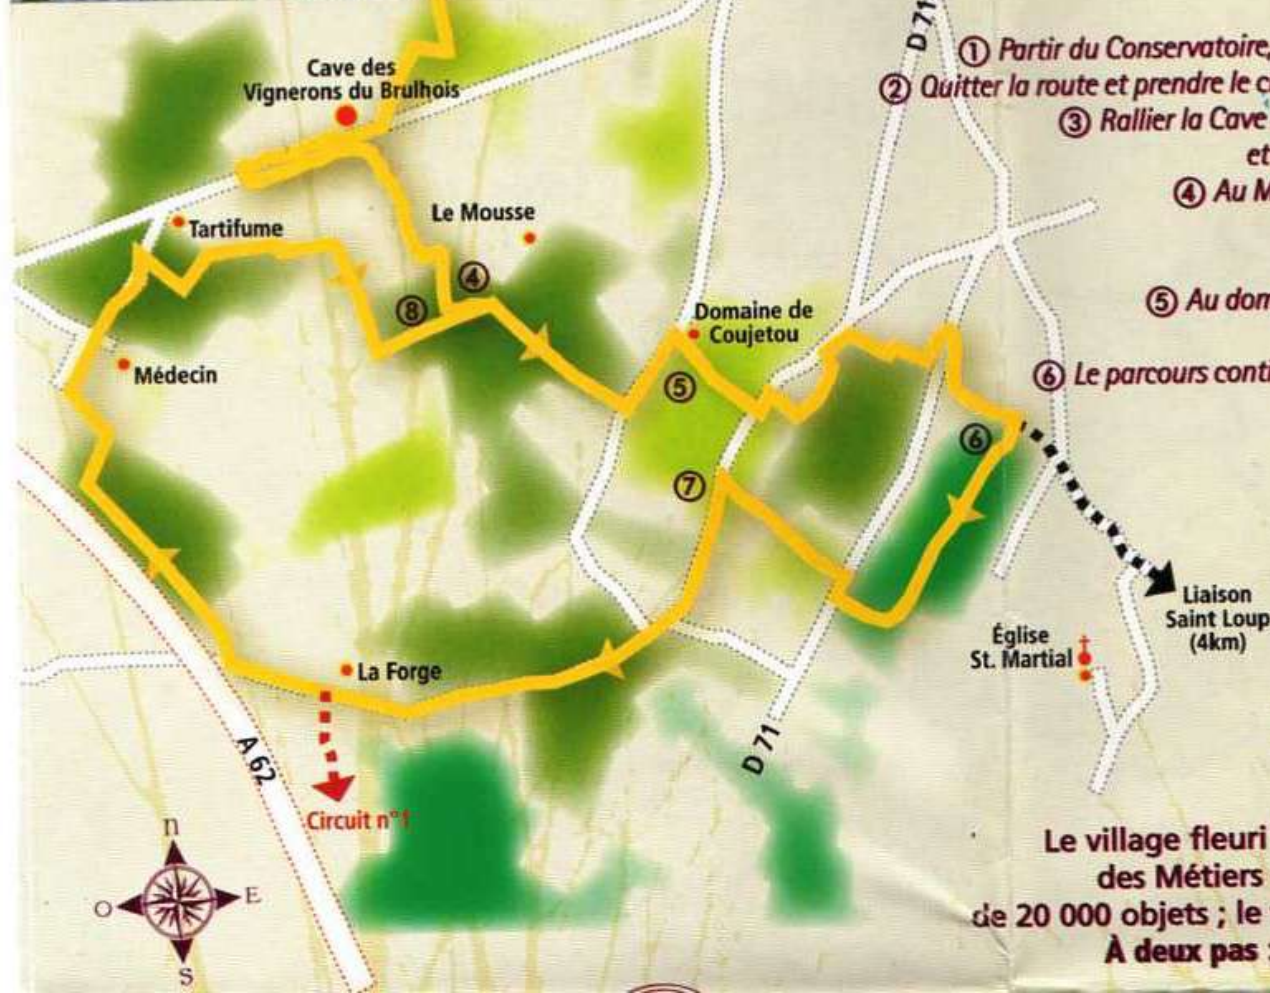 D 71
① Partir du Conservatoire,
② Quitter la route et prendre le c
③ Rallier la Cave
et
④ Au M
⑤ Au dom
⑥ Le parcours conti
Cave des
Vignerons du Brulhois
Tartifume
Le Mousse
④
⑧
Médecin
Domaine de
Coujetou
⑤
⑥
⑦
Liaison
Saint Loup
(4km)
Église
St. Martial
La Forge
D 71
A 62
Circuit n°1
n
O
E
S
Le village fleuri
des Métiers
de 20 000 objets ; le
À deux pas :